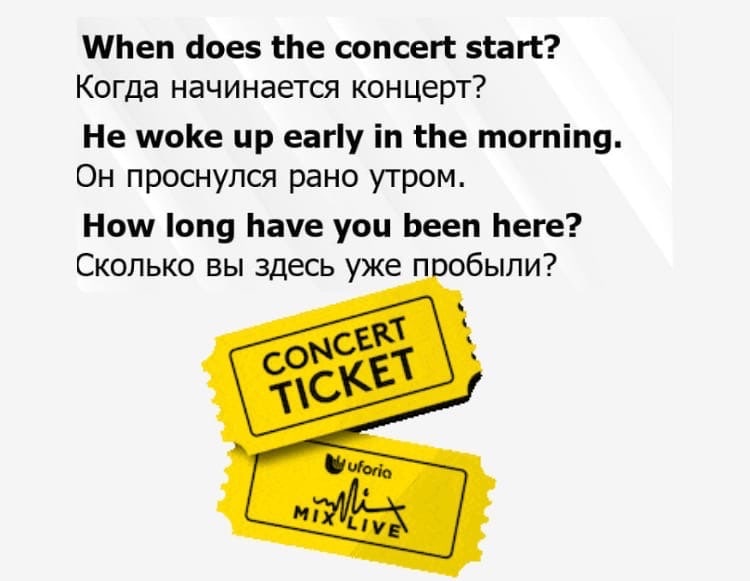 When does the concert start?
Когда начинается концерт?
He woke up early in the morning.
Он проснулся рано утром.
How long have you been here?
Сколько вы здесь уже пробыли?
CONCERT
TICKET
uforia
Mix
MIX LIVE